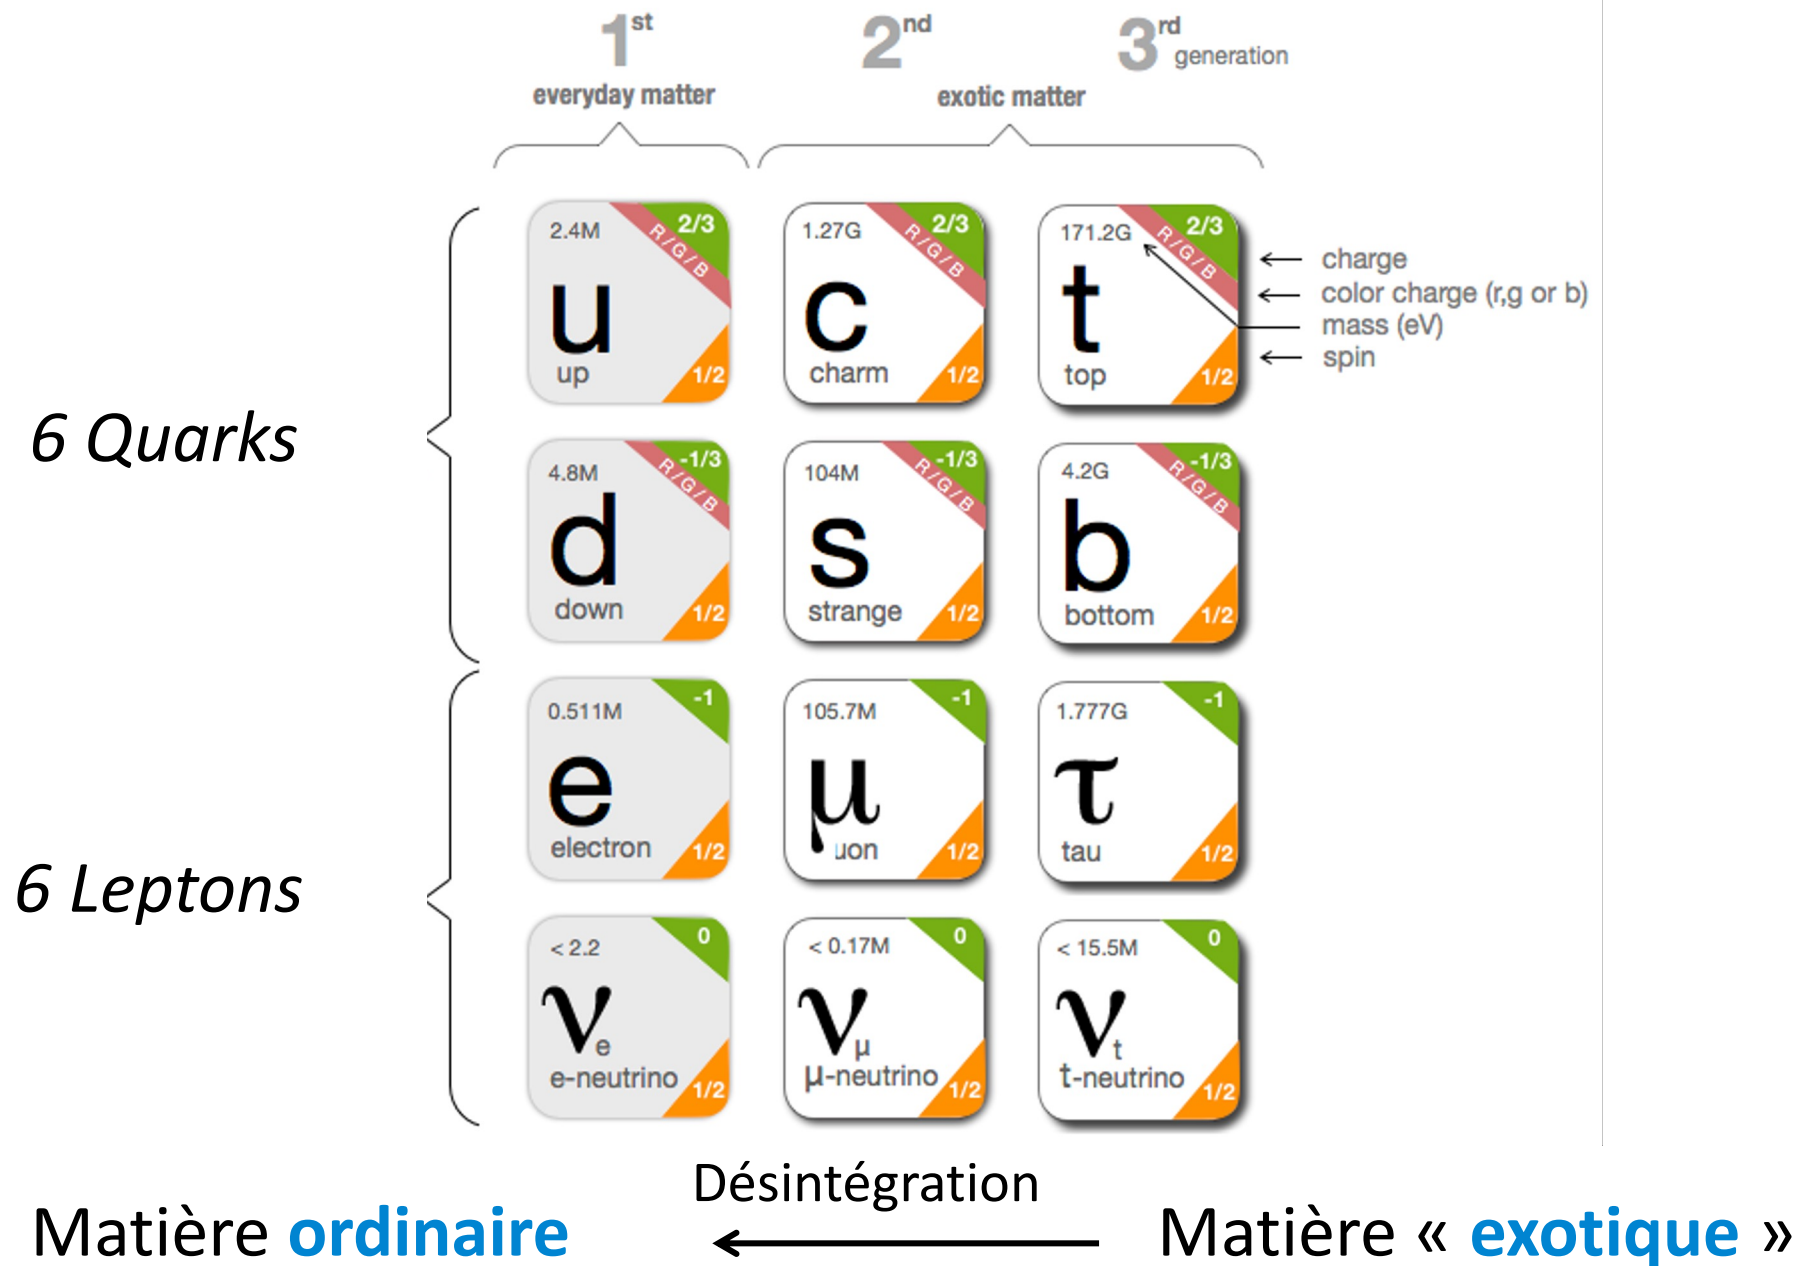 1st
2nd
3rd generation
everyday matter
exotic matter
2.4M
2/3
R/G/B
u
up
1/2
1.27G
2/3
R/G/B
c
charm
1/2
171.2G
2/3
R/G/B
t
top
1/2
charge
color charge (r,g or b)
mass (eV)
spin
6 Quarks
4.8M
-1/3
R/G/B
d
down
1/2
104M
-1/3
R/G/B
s
strange
1/2
4.2G
-1/3
R/G/B
b
bottom
1/2
0.511M
-1
e
electron
1/2
105.7M
-1
μ
uon
1/2
1.777G
-1
τ
tau
1/2
6 Leptons
< 2.2
0
νe
e-neutrino
1/2
< 0.17M
0
νμ
μ-neutrino
1/2
< 15.5M
0
νt
t-neutrino
1/2
Désintégration
Matière ordinaire
Matière « exotique »